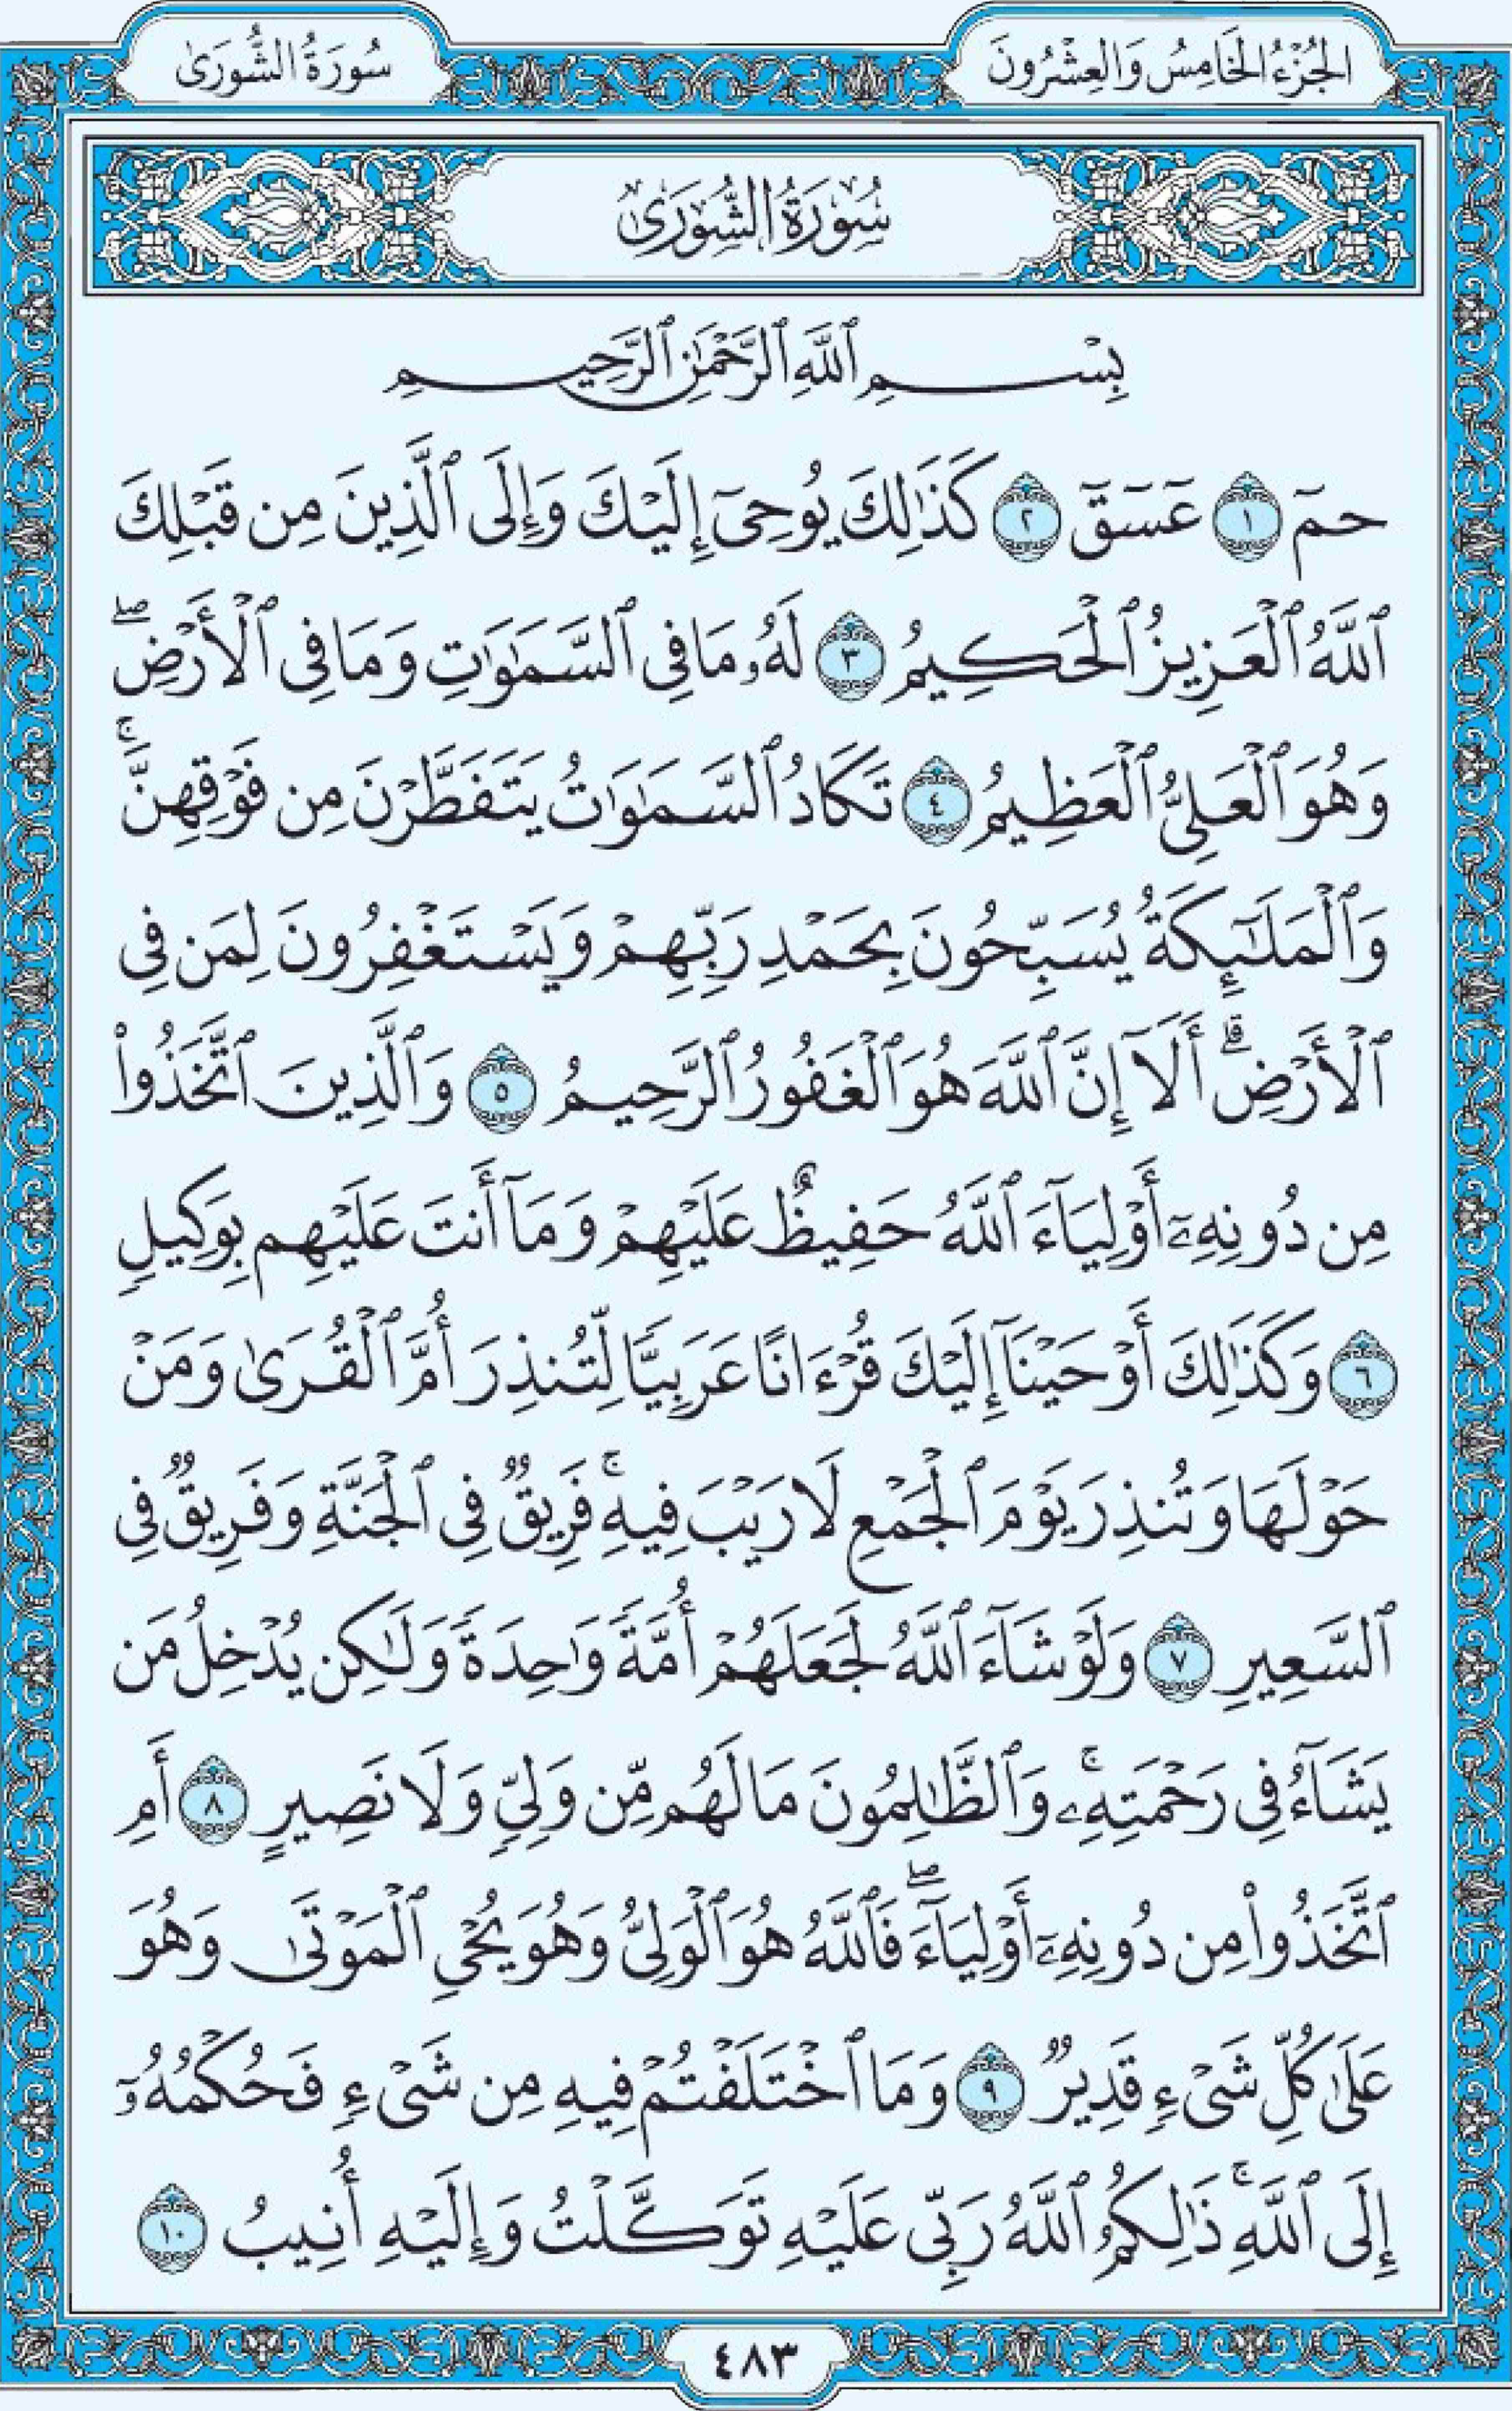 الجُزْءُ الخَامِسُ وَالعِشْرُونَ
سُورَةُ الشُّورَىٰ
سُورَةُ الشُّورَىٰ
بِسْمِ ٱللَّهِ ٱلرَّحْمَٰنِ ٱلرَّحِيمِ
حمٓ ١ عٓسٓقٓ ٢ كَذَٰلِكَ يُوحِىٓ إِلَيْكَ وَإِلَى ٱلَّذِينَ مِن قَبْلِكَ
ٱللَّهُ ٱلْعَزِيزُ ٱلْحَكِيمُ ٣ لَهُۥ مَا فِى ٱلسَّمَٰوَٰتِ وَمَا فِى ٱلْأَرْضِۖ
وَهُوَ ٱلْعَلِىُّ ٱلْعَظِيمُ ٤ تَكَادُ ٱلسَّمَٰوَٰتُ يَتَفَطَّرْنَ مِن فَوْقِهِنَّۚ
وَٱلْمَلَٰٓئِكَةُ يُسَبِّحُونَ بِحَمْدِ رَبِّهِمْ وَيَسْتَغْفِرُونَ لِمَن فِى
ٱلْأَرْضِۗ أَلَآ إِنَّ ٱللَّهَ هُوَ ٱلْغَفُورُ ٱلرَّحِيمُ ٥ وَٱلَّذِينَ ٱتَّخَذُوا۟
مِن دُونِهِۦٓ أَوْلِيَآءَ ٱللَّهُ حَفِيظٌ عَلَيْهِمْ وَمَآ أَنتَ عَلَيْهِم بِوَكِيلٍ
٦ وَكَذَٰلِكَ أَوْحَيْنَآ إِلَيْكَ قُرْءَانًا عَرَبِيًّا لِّتُنذِرَ أُمَّ ٱلْقُرَىٰ وَمَنْ
حَوْلَهَا وَتُنذِرَ يَوْمَ ٱلْجَمْعِ لَا رَيْبَ فِيهِۚ فَرِيقٌ فِى ٱلْجَنَّةِ وَفَرِيقٌ فِى
ٱلسَّعِيرِ ٧ وَلَوْ شَآءَ ٱللَّهُ لَجَعَلَهُمْ أُمَّةً وَٰحِدَةً وَلَٰكِن يُدْخِلُ مَن
يَشَآءُ فِى رَحْمَتِهِۦۚ وَٱلظَّٰلِمُونَ مَا لَهُم مِّن وَلِىٍّ وَلَا نَصِيرٍ ٨ أَمِ
ٱتَّخَذُوا۟ مِن دُونِهِۦٓ أَوْلِيَآءَۖ فَٱللَّهُ هُوَ ٱلْوَلِىُّ وَهُوَ يُحْىِ ٱلْمَوْتَىٰ وَهُوَ
عَلَىٰ كُلِّ شَىْءٍ قَدِيرٌ ٩ وَمَا ٱخْتَلَفْتُمْ فِيهِ مِن شَىْءٍ فَحُكْمُهُۥٓ
إِلَى ٱللَّهِۚ ذَٰلِكُمُ ٱللَّهُ رَبِّى عَلَيْهِ تَوَكَّلْتُ وَإِلَيْهِ أُنِيبُ ١٠
٤٨٣